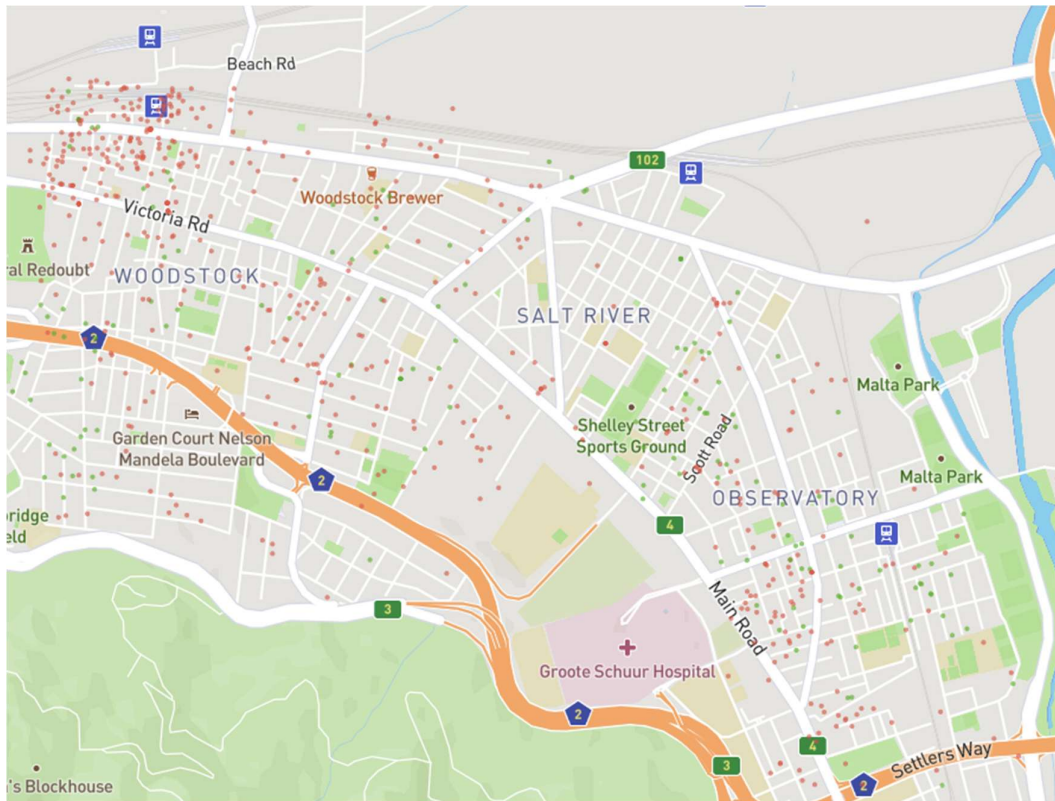 Beach Rd
102
Woodstock Brewer
Victoria Rd
al Redoubt
WOODSTOCK
SALT RIVER
2
Malta Park
Garden Court Nelson
Mandela Boulevard
Shelley Street
Sports Ground
Scott Road
Malta Park
2
OBSERVATORY
ridge
eld
4
3
Main Road
Groote Schuur Hospital
2
4
Settlers Way
3
2
's Blockhouse